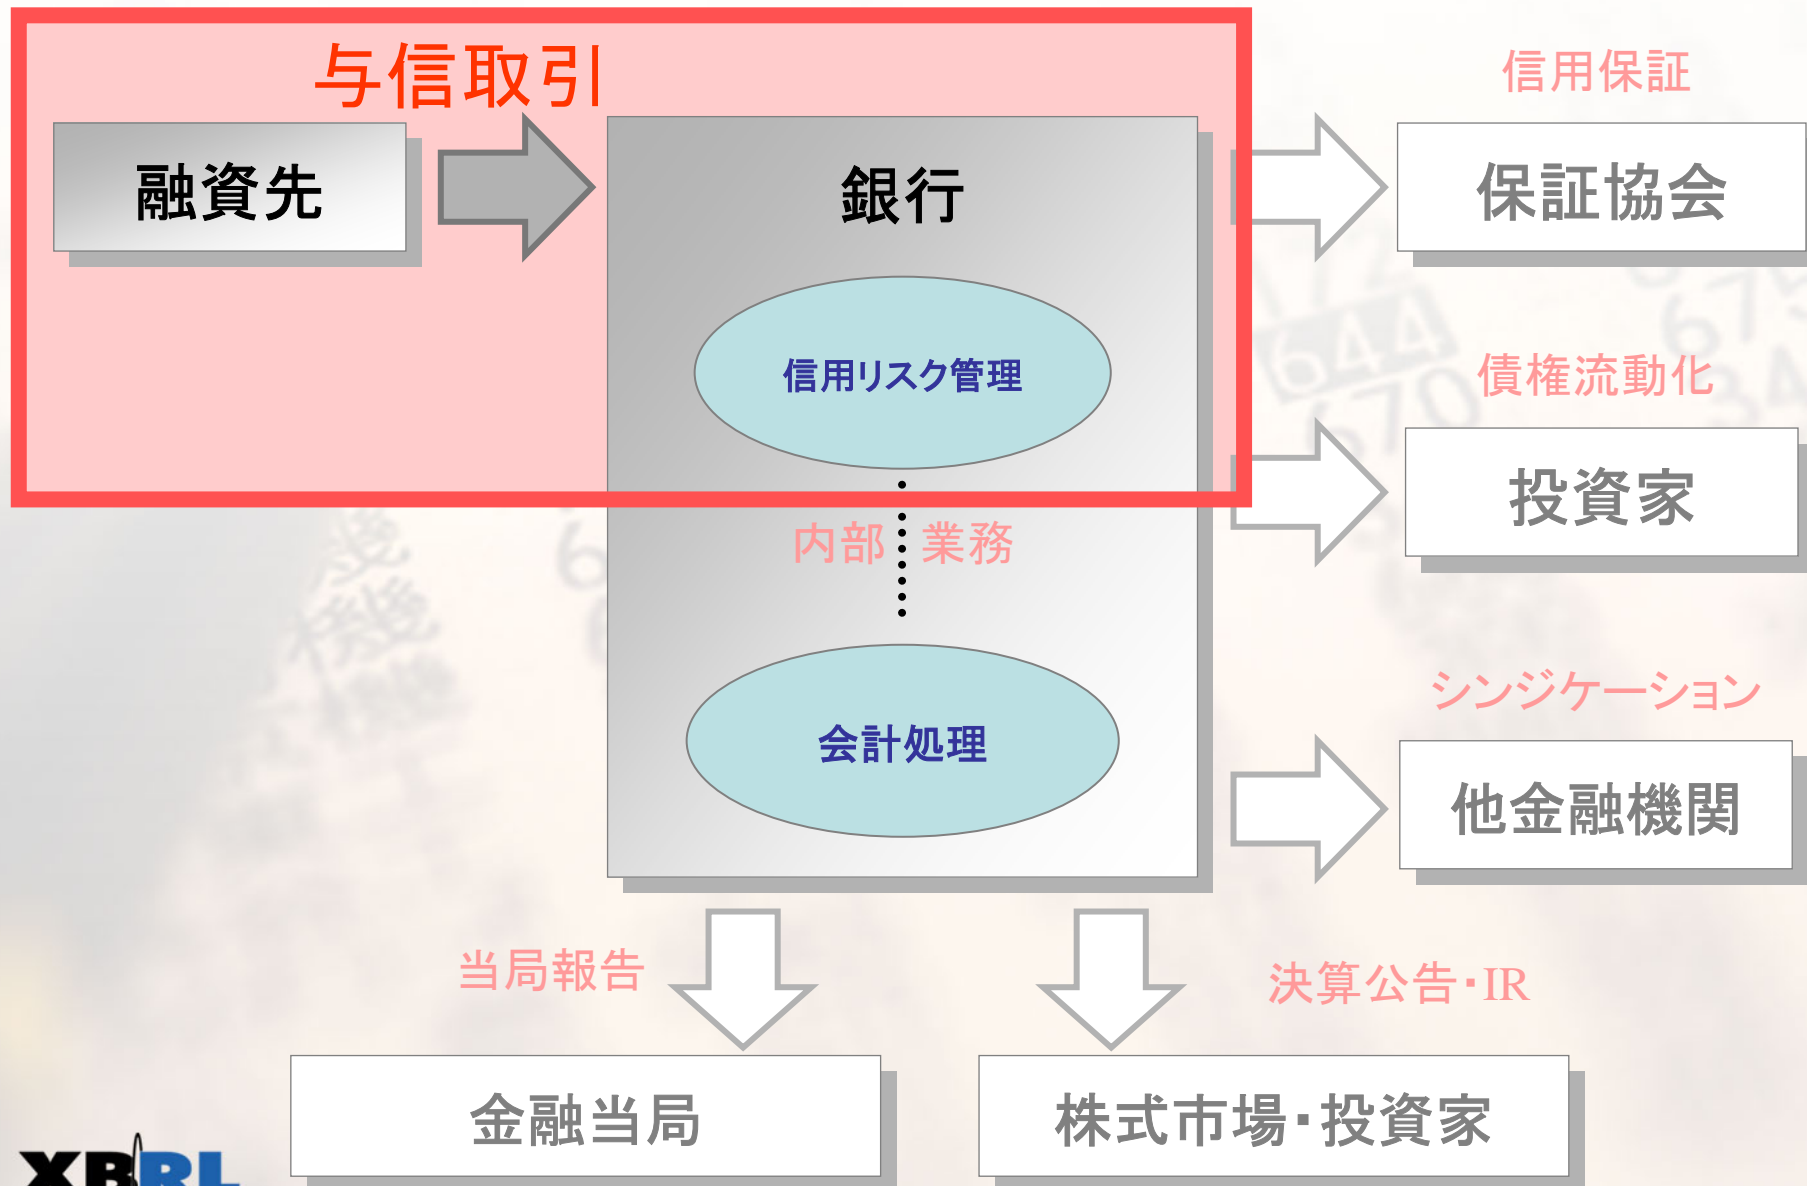 与信取引
信用保証
融資先
銀行
保証協会
信用リスク管理
債権流動化
投資家
内部 業務
シンジケーション
会計処理
他金融機関
当局報告
決算公告・IR
金融当局
株式市場・投資家
XBRL